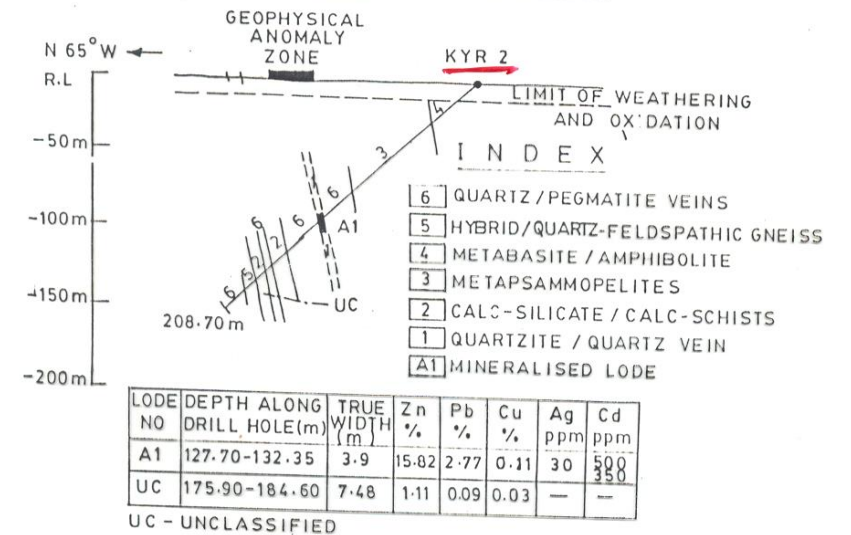 GEOPHYSICAL
ANOMALY
ZONE
N 65°W
KYR 2
R.L
LIMIT OF WEATHERING
AND OXIDATION
-50m
-100m
-150m
-200m
4
3
6
6
A1
6
2
2
5
6
UC
208.70m
INDEX
6 QUARTZ/PEGMATITE VEINS
5 HYBRID/QUARTZ-FELDSPATHIC GNEISS
4 METABASITE/AMPHIBOLITE
3 METAPSAMMOPELITES
2 CALC-SILICATE/CALC-SCHISTS
1 QUARTZITE/QUARTZ VEIN
A1 MINERALISED LODE
LODE NO DEPTH ALONG DRILL HOLE(m) TRUE WIDTH (m) Zn % Pb % Cu % Ag ppm Cd ppm
A1 127.70-132.35 3.9 15.82 2.77 0.11 30 500 350
UC 175.90-184.60 7.48 1.11 0.09 0.03 — --
UC - UNCLASSIFIED